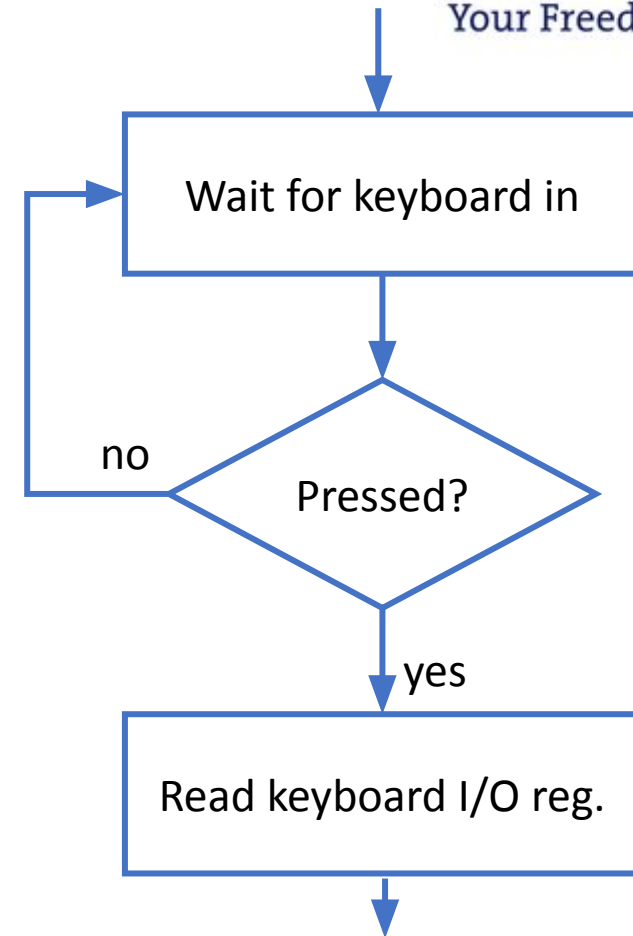 Your Freed
Wait for keyboard in
no
Pressed?
yes
Read keyboard I/O reg.